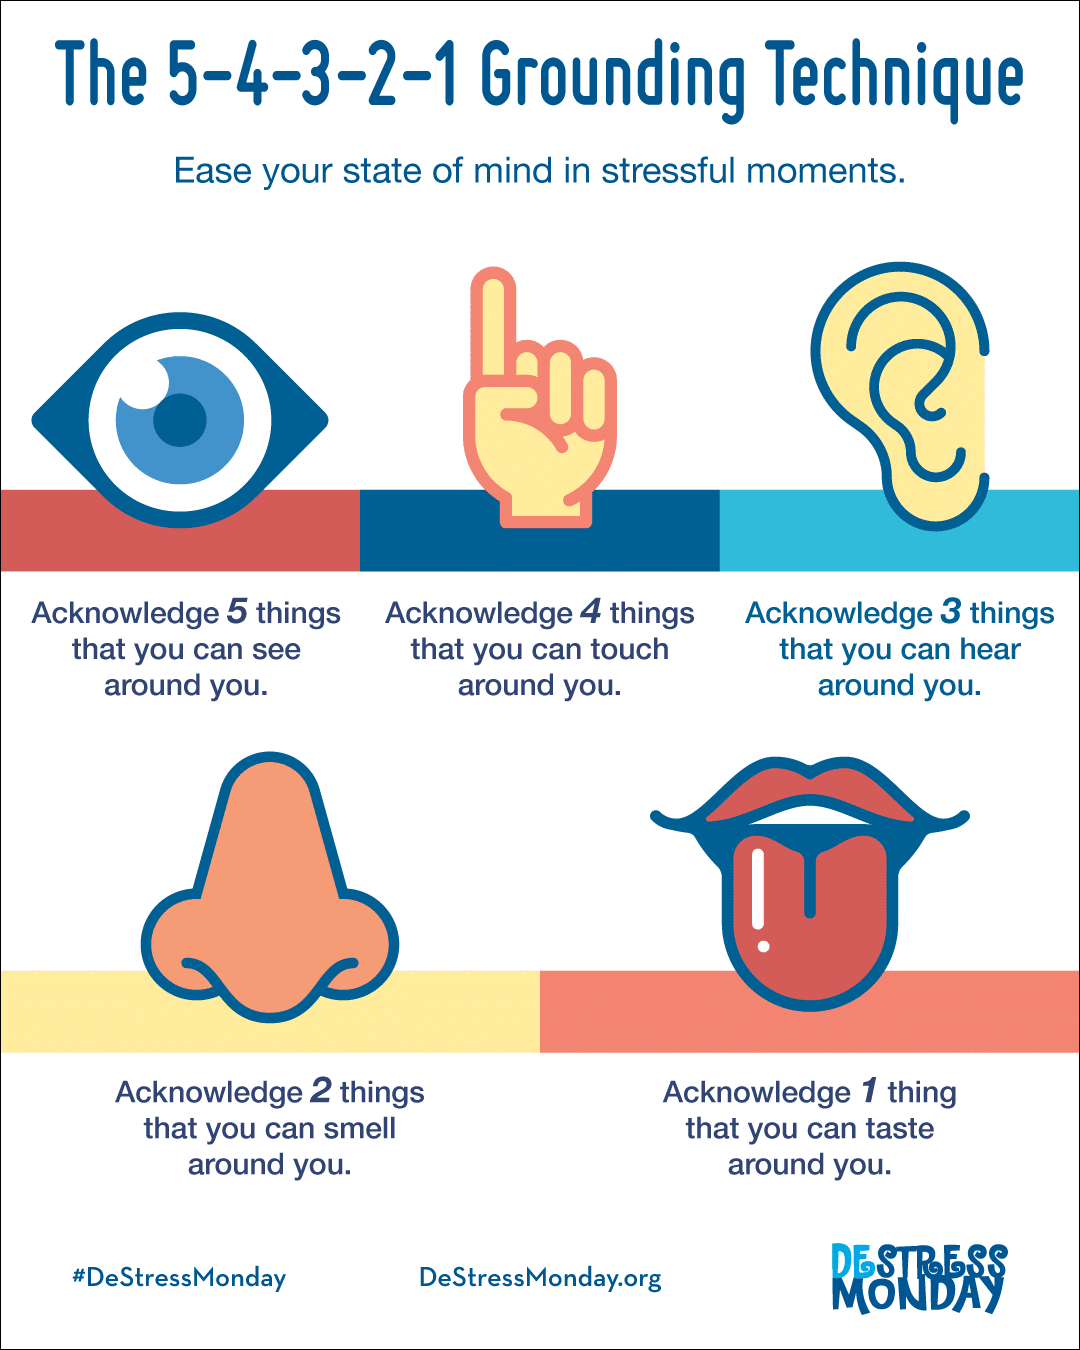 The 5-4-3-2-1 Grounding Technique
Ease your state of mind in stressful moments.
Acknowledge 5 things
that you can see
around you.
Acknowledge 4 things
that you can touch
around you.
Acknowledge 3 things
that you can hear
around you.
Acknowledge 2 things
that you can smell
around you.
Acknowledge 1 thing
that you can taste
around you.
#DeStressMonday
DeStressMonday.org
DESTRESS
MONDAY